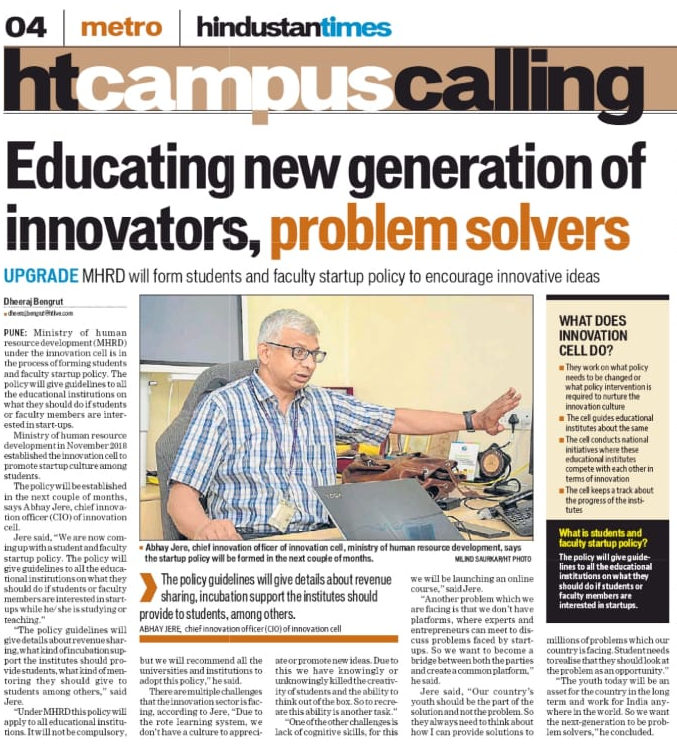 04 metro hindustantimes
htcampuscalling
Educating new generation of
innovators, problem solvers
UPGRADE MHRD will form students and faculty startup policy to encourage innovative ideas
Dheeraj Bengrut
dheeraj.bengrut@htlive.com
PUNE: Ministry of human
resource development (MHRD)
under the innovation cell is in
the process of forming students
and faculty startup policy. The
policy will give guidelines to all
the educational institutions on
what they should do if students
or faculty members are inter-
ested in start-ups.
Ministry of human resource
development in November 2018
established the innovation cell to
promote startup culture among
students.
The policy will be established
in the next couple of months,
says Abhay Jere, chief innova-
tion officer (CIO) of innovation
cell.
Jere said, “We are now com-
ing up with a student and faculty
startup policy. The policy will
give guidelines to all the educa-
tional institutions on what they
should do if students or faculty
members are interested in start-
ups while he/ she is studying or
teaching.”
“The policy guidelines will
give details about revenue shar-
ing, what kind of incubation sup-
port the institutes should pro-
vide students, what kind of men-
toring they should give to
students among others,” said
Jere.
“Under MHRD this policy will
apply to all educational institu-
tions. It will not be compulsory,
Abhay Jere, chief innovation officer of innovation cell, ministry of human resource development, says
the startup policy will be formed in the next couple of months.
MILIND SAURKAR/HT PHOTO
The policy guidelines will give details about revenue
sharing, incubation support the institutes should
provide to students, among others.
ABHAY JERE, chief innovation officer (CIO) of innovation cell
but we will recommend all the
universities and institutions to
adopt this policy,” he said.
There are multiple challenges
that the innovation sector is fac-
ing, according to Jere, “Due to
the rote learning system, we
don’t have a culture to appreci-
ate or promote new ideas. Due to
this we have knowingly or
unknowingly killed the creativ-
ity of students and the ability to
think out of the box. So to recre-
ate this ability is another task.”
“One of the other challenges is
lack of cognitive skills, for this
we will be launching an online
course,” said Jere.
“Another problem which we
are facing is that we don’t have
platforms, where experts and
entrepreneurs can meet to dis-
cuss problems faced by start-
ups. So we want to become a
bridge between both the parties
and create a common platform,”
he said.
Jere said, “Our country’s
youth should be the part of the
solution and not the problem. So
they always need to think about
how I can provide solutions to
millions of problems which our
country is facing. Student needs
to realise that they should look at
the problem as an opportunity.”
“The youth today will be an
asset for the country in the long
term and work for India any-
where in the world. So we want
the next-generation to be prob-
lem solvers,” he concluded.
WHAT DOES
INNOVATION
CELL DO?
They work on what policy
needs to be changed or
what policy intervention is
required to nurture the
innovation culture
The cell guides educational
institutes about the same
The cell conducts national
initiatives where these
educational institutes
compete with each other in
terms of innovation
The cell keeps a track about
the progress of the insti-
tutes
What is students and
faculty startup policy?
The policy will give guide-
lines to all the educational
institutions on what they
should do if students or
faculty members are
interested in startups.